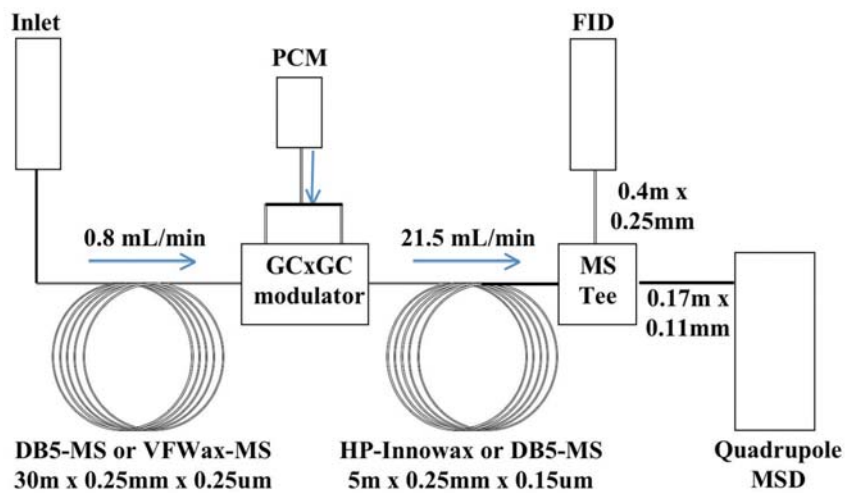 Inlet
FID
PCM
0.4m x
0.25mm
0.8 mL/min
21.5 mL/min
GCxGC
modulator
MS
Tee
0.17m x
0.11mm
DB5-MS or VFWax-MS
30m x 0.25mm x 0.25um
HP-Innowax or DB5-MS
5m x 0.25mm x 0.15um
Quadrupole
MSD